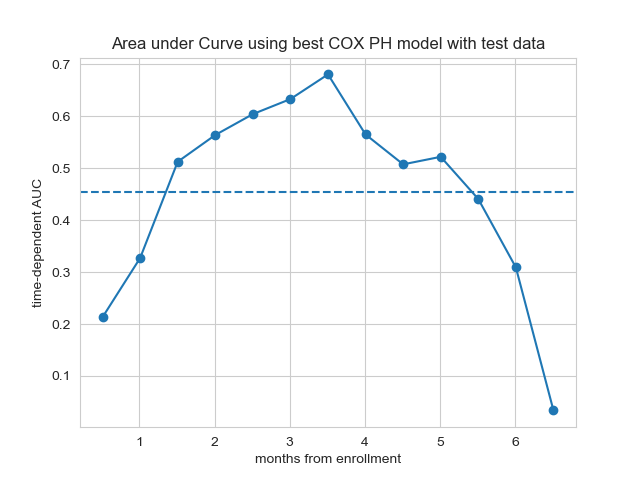 Area under Curve using best COX PH model with test data
time-dependent AUC
0.7
0.6
0.5
0.4
0.3
0.2
0.1
1 2 3 4 5 6
months from enrollment